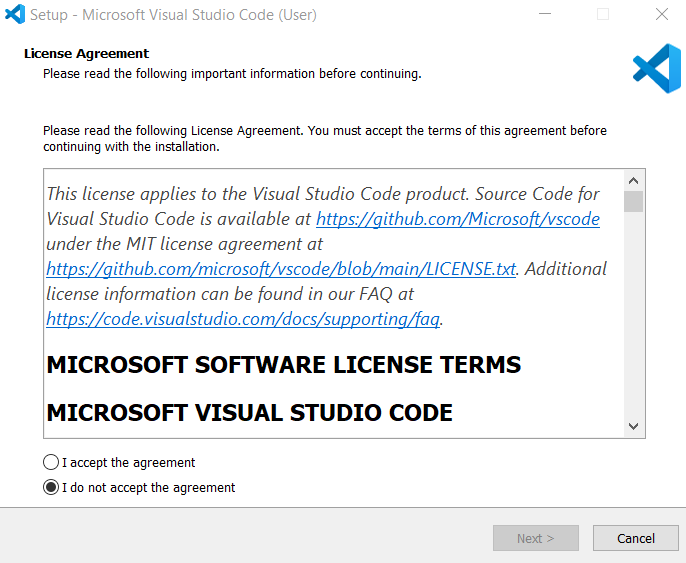 Setup - Microsoft Visual Studio Code (User)
License Agreement
Please read the following important information before continuing.
Please read the following License Agreement. You must accept the terms of this agreement before
continuing with the installation.
This license applies to the Visual Studio Code product. Source Code for
Visual Studio Code is available at https://github.com/Microsoft/vscode
under the MIT license agreement at
https://github.com/microsoft/vscode/blob/main/LICENSE.txt. Additional
license information can be found in our FAQ at
https://code.visualstudio.com/docs/supporting/faq.
MICROSOFT SOFTWARE LICENSE TERMS
MICROSOFT VISUAL STUDIO CODE
I accept the agreement
I do not accept the agreement
Next >
Cancel